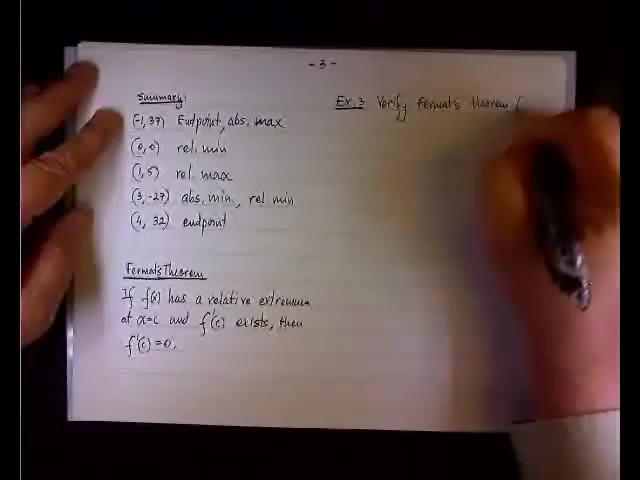 - 3 -
Summary:
(-1, 37) Endpoint, abs. max
(0, 0) rel. min
(1, 5) rel. max
(3, -27) abs. min, rel min
(4, 32) endpoint
Fermat's Theorem
If f(x) has a relative extremum
at x=c and f'(c) exists, then
f'(c) = 0.
Ex. 3 Verify Fermat's theorem f